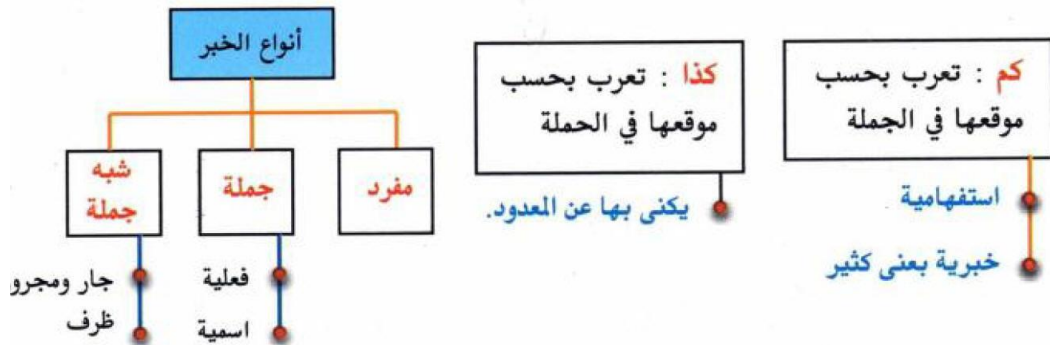 كم : تعرب بحسب
موقعها في الجملة
استفهامية
خبرية بمعنى كثير
كذا : تعرب بحسب
موقعها في الحملة
يكنى بها عن المعدود.
أنواع الخبر
مفرد
جملة
فعلية
اسمية
شبه
جملة
جار ومجرو
ظرف